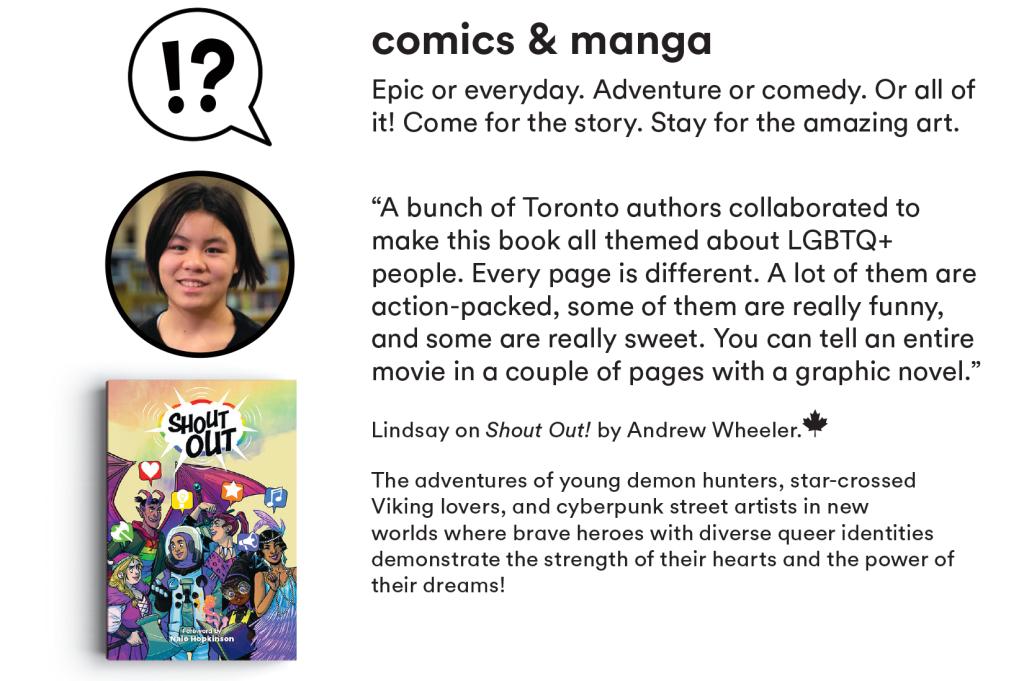 !?
comics & manga
Epic or everyday. Adventure or comedy. Or all of
it! Come for the story. Stay for the amazing art.
“A bunch of Toronto authors collaborated to
make this book all themed about LGBTQ+
people. Every page is different. A lot of them are
action-packed, some of them are really funny,
and some are really sweet. You can tell an entire
movie in a couple of pages with a graphic novel.”
Lindsay on Shout Out! by Andrew Wheeler.
The adventures of young demon hunters, star-crossed
Viking lovers, and cyberpunk street artists in new
worlds where brave heroes with diverse queer identities
demonstrate the strength of their hearts and the power of
their dreams!
SHOUT
OUT
Foreword by
Nalo Hopkinson